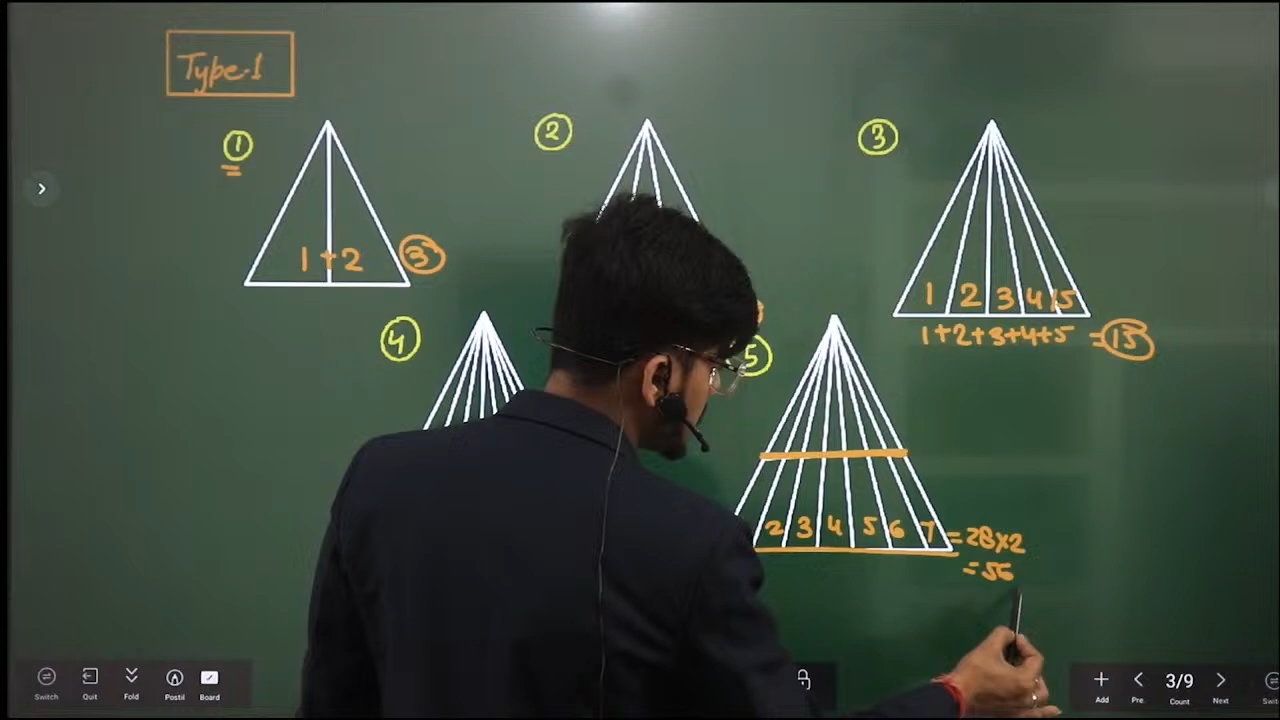 Type-1
1
2
3
1 + 2 3
1 2 3 4 5
1+2+3+4+5 = 15
4
5
2 3 4 5 6 7 = 28×2
= 56
Switch Quit Fold Postil Board
Add Pre. 3/9 Count Next